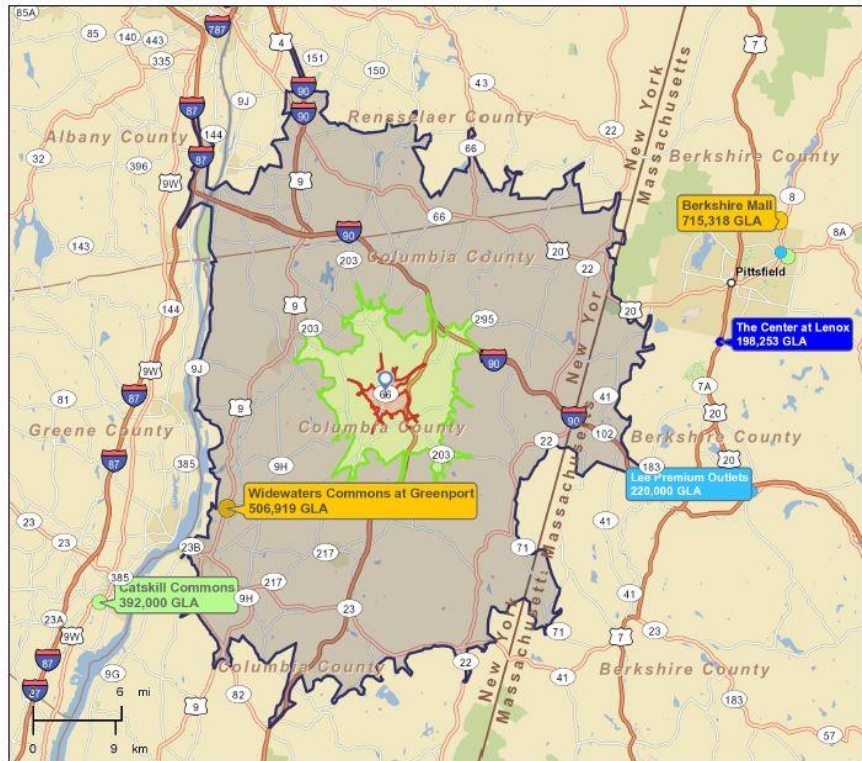 787
85A
140
443
4
151
335
150
90
43
7
9J
87
90
New York
Massachusetts
Albany County
144
Rensselaer County
22
Berkshire County
32
87
66
396
9W
9
8
Berkshire Mall
715,318 GLA
66
8A
143
90
20
203
Columbia County
Pittsfield
22
144
9
203
295
20
The Center at Lenox
198,253 GLA
9W
9J
90
New Yor
7A
66
41
81
87
9
20
Greene County
Columbia County
90
102
Berkshire County
22
385
203
20
87
9H
183
Lee Premium Outlets
220,000 GLA
Widewaters Commons at Greenport
506,919 GLA
41
23
Massachusetts
23B
217
71
385
Catskill Commons
392,000 GLA
217
9H
41
23A
23
7
23
9W
71
87
Columbia County
22
Berkshire County
9G
41
New York
Massachusetts
87
6
mi
82
9
183
0
9
km
57